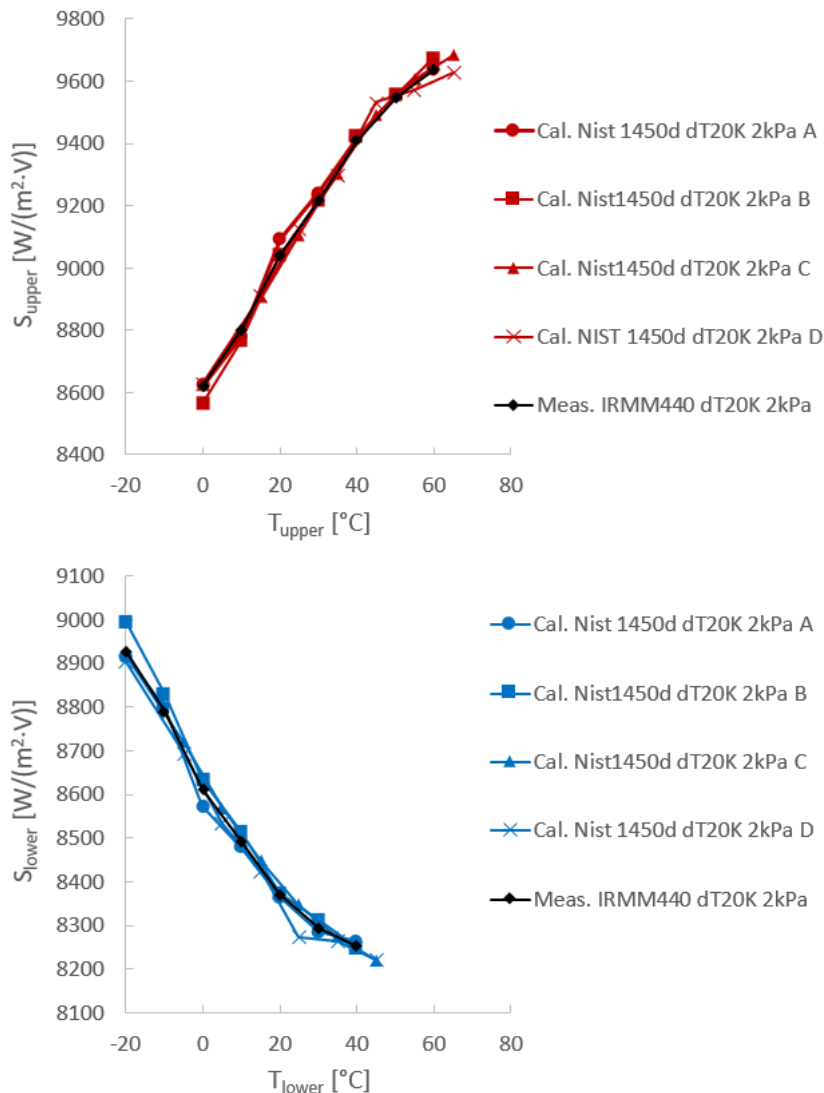 9800
9600
9400
9200
9000
8800
8600
8400
-20 0 20 40 60 80
S_upper [W/(m²·V)]
T_upper [°C]
Cal. Nist 1450d dT20K 2kPa A
Cal. Nist1450d dT20K 2kPa B
Cal. Nist1450d dT20K 2kPa C
Cal. NIST 1450d dT20K 2kPa D
Meas. IRMM440 dT20K 2kPa
9100
9000
8900
8800
8700
8600
8500
8400
8300
8200
8100
-20 0 20 40 60 80
S_lower [W/(m²·V)]
T_lower [°C]
Cal. Nist 1450d dT20K 2kPa A
Cal. Nist1450d dT20K 2kPa B
Cal. Nist1450d dT20K 2kPa C
Cal. Nist 1450d dT20K 2kPa D
Meas. IRMM440 dT20K 2kPa